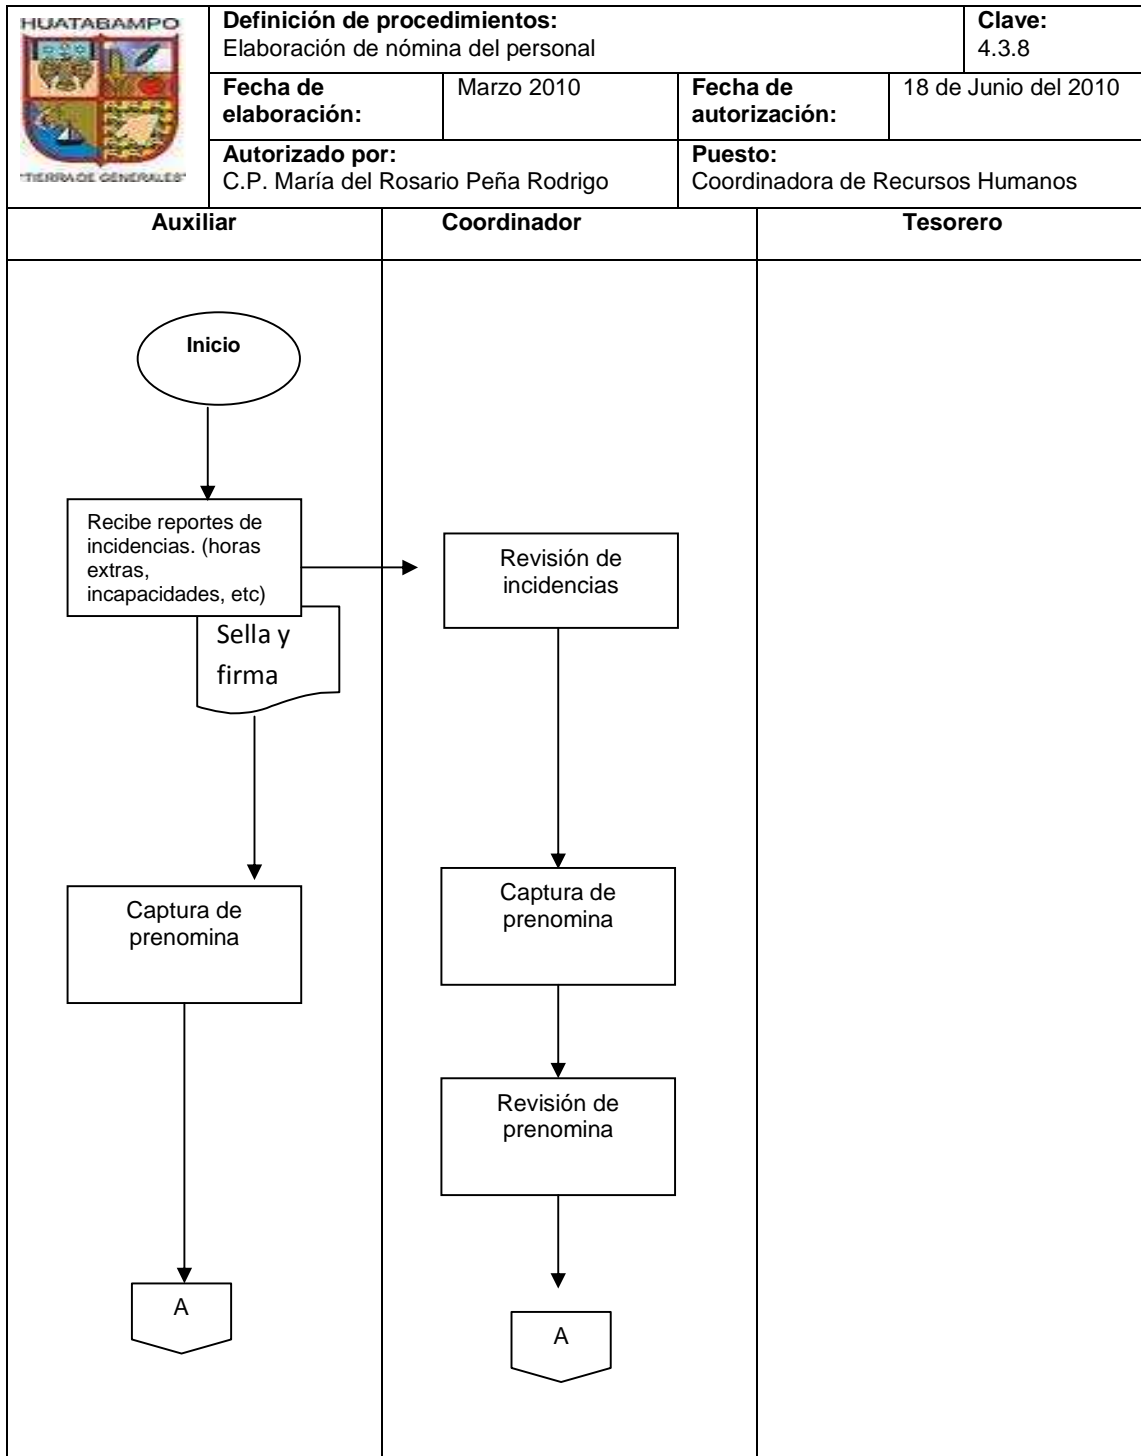 HUATABAMPO
"TIERRA DE GENERALES"
Definición de procedimientos:
Elaboración de nómina del personal
Clave:
4.3.8
Fecha de
elaboración:
Marzo 2010
Fecha de
autorización:
18 de Junio del 2010
Autorizado por:
C.P. María del Rosario Peña Rodrigo
Puesto:
Coordinadora de Recursos Humanos
Auxiliar
Coordinador
Tesorero
Inicio
Recibe reportes de
incidencias. (horas
extras,
incapacidades, etc)
Sella y
firma
Revisión de
incidencias
Captura de
prenomina
Captura de
prenomina
Revisión de
prenomina
A
A